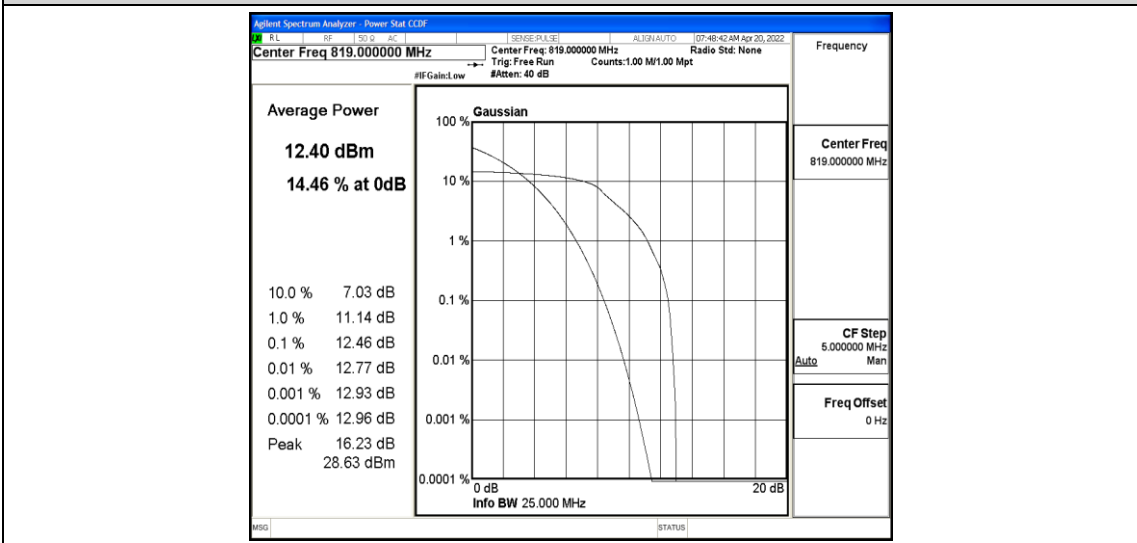 Agilent Spectrum Analyzer - Power Stat CCDF
LXI RL RF 50 Ω AC SENSE:PULSE ALIGN AUTO 07:48:42 AM Apr 20, 2022
Center Freq 819.000000 MHz Center Freq: 819.000000 MHz Radio Std: None
Trig: Free Run Counts:1.00 M/1.00 Mpt
#IFGain:Low #Atten: 40 dB
Frequency
Average Power
12.40 dBm
14.46 % at 0dB
10.0 % 7.03 dB
1.0 % 11.14 dB
0.1 % 12.46 dB
0.01 % 12.77 dB
0.001 % 12.93 dB
0.0001 % 12.96 dB
Peak 16.23 dB
28.63 dBm
Gaussian
100 %
10 %
1 %
0.1 %
0.01 %
0.001 %
0.0001 %
0 dB 20 dB
Info BW 25.000 MHz
Center Freq
819.000000 MHz
CF Step
5.000000 MHz
Auto Man
Freq Offset
0 Hz
MSG STATUS